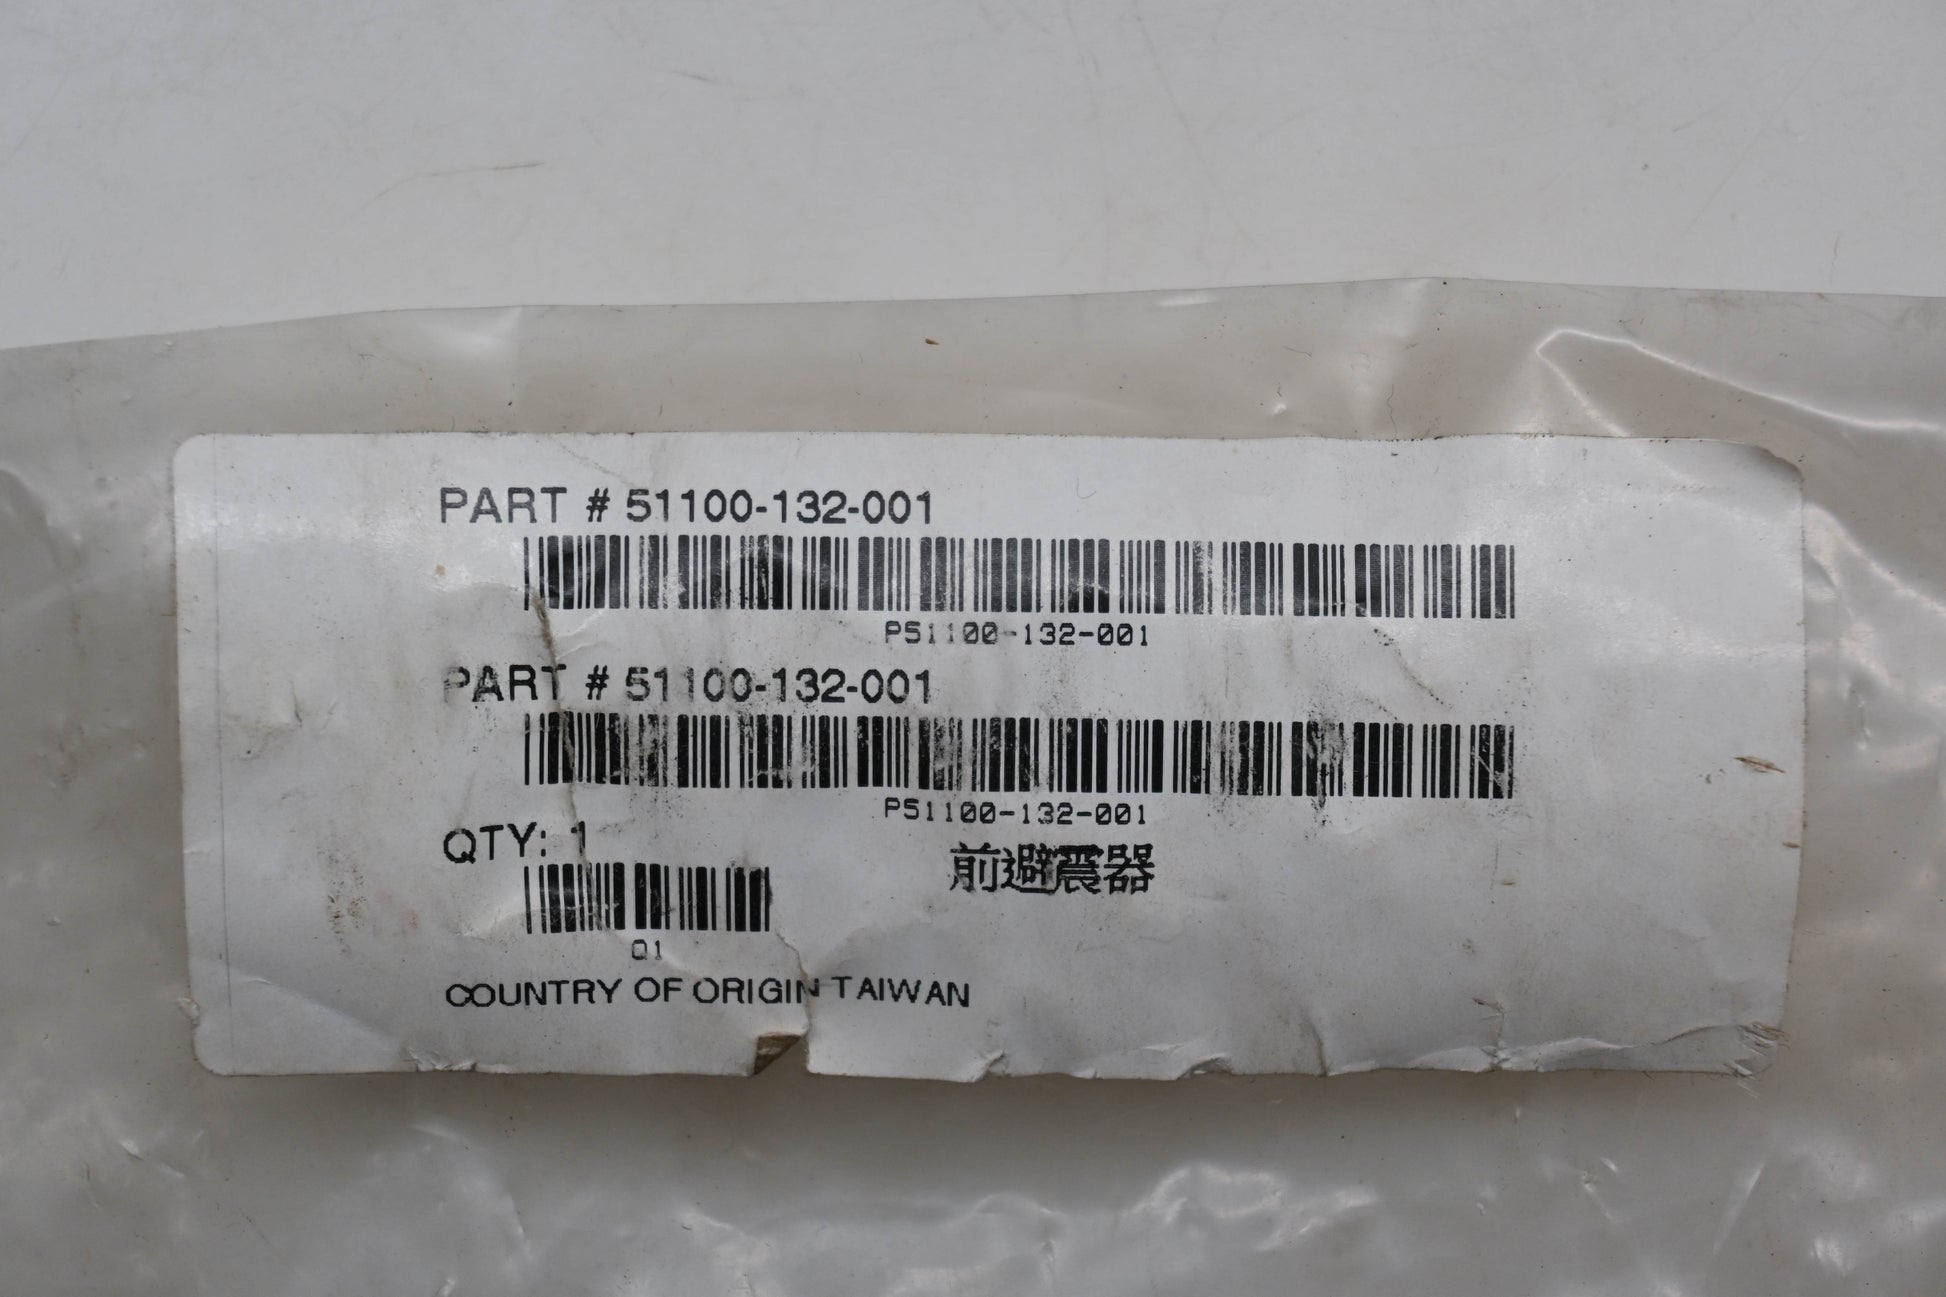 PART # 51100-132-001
P51100-132-001
PART # 51100-132-001
P51100-132-001
QTY: 1
前避震器
Q1
COUNTRY OF ORIGIN TAIWAN